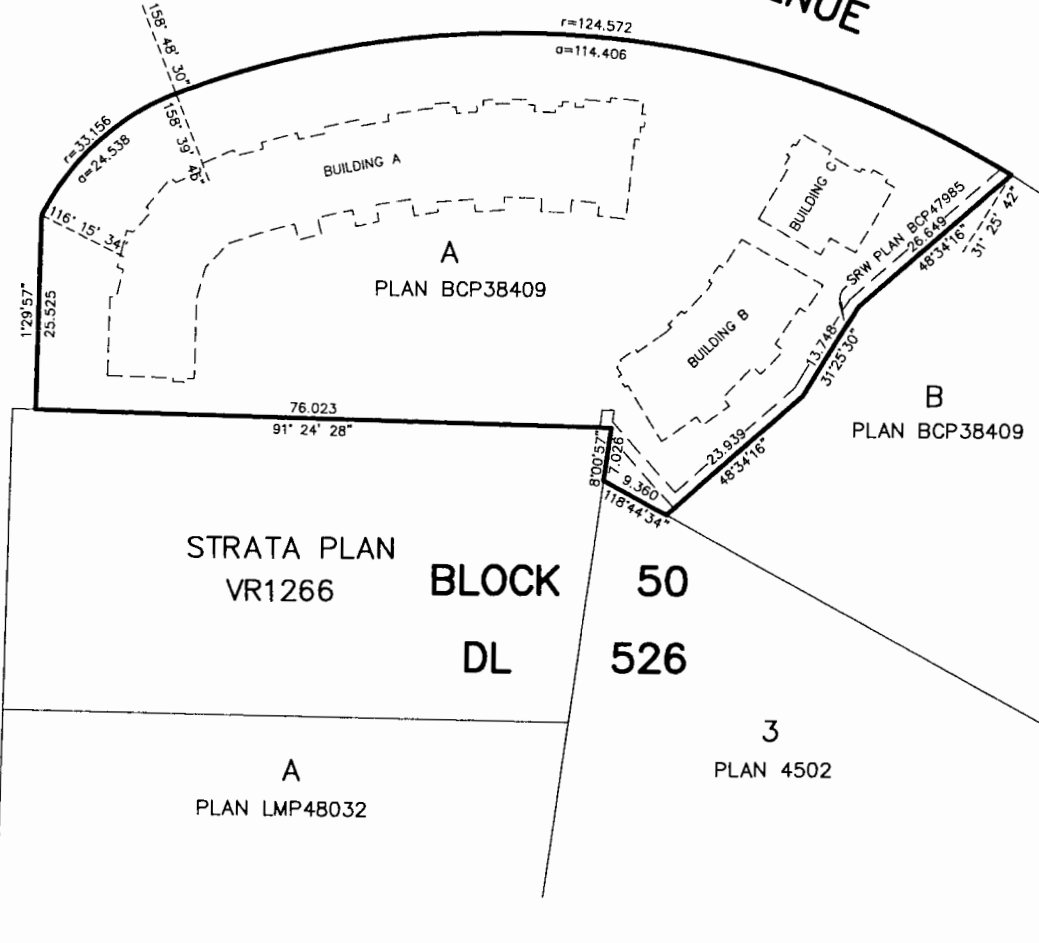 158° 48' 30"
r=124.572
a=114.406
r=33.156
a=24.538
158° 39' 46"
BUILDING A
BUILDING C
SRW PLAN BCP47985
26.649
48°34'16"
31° 25' 42"
116° 15' 34"
A
PLAN BCP38409
1°29'57"
25.525
BUILDING B
13.748
31°25'30"
B
PLAN BCP38409
76.023
91° 24' 28"
8°00'57"
7.026
23.939
48°34'16"
9.360
118°44'34"
STRATA PLAN
VR1266
BLOCK 50
DL 526
3
PLAN 4502
A
PLAN LMP48032